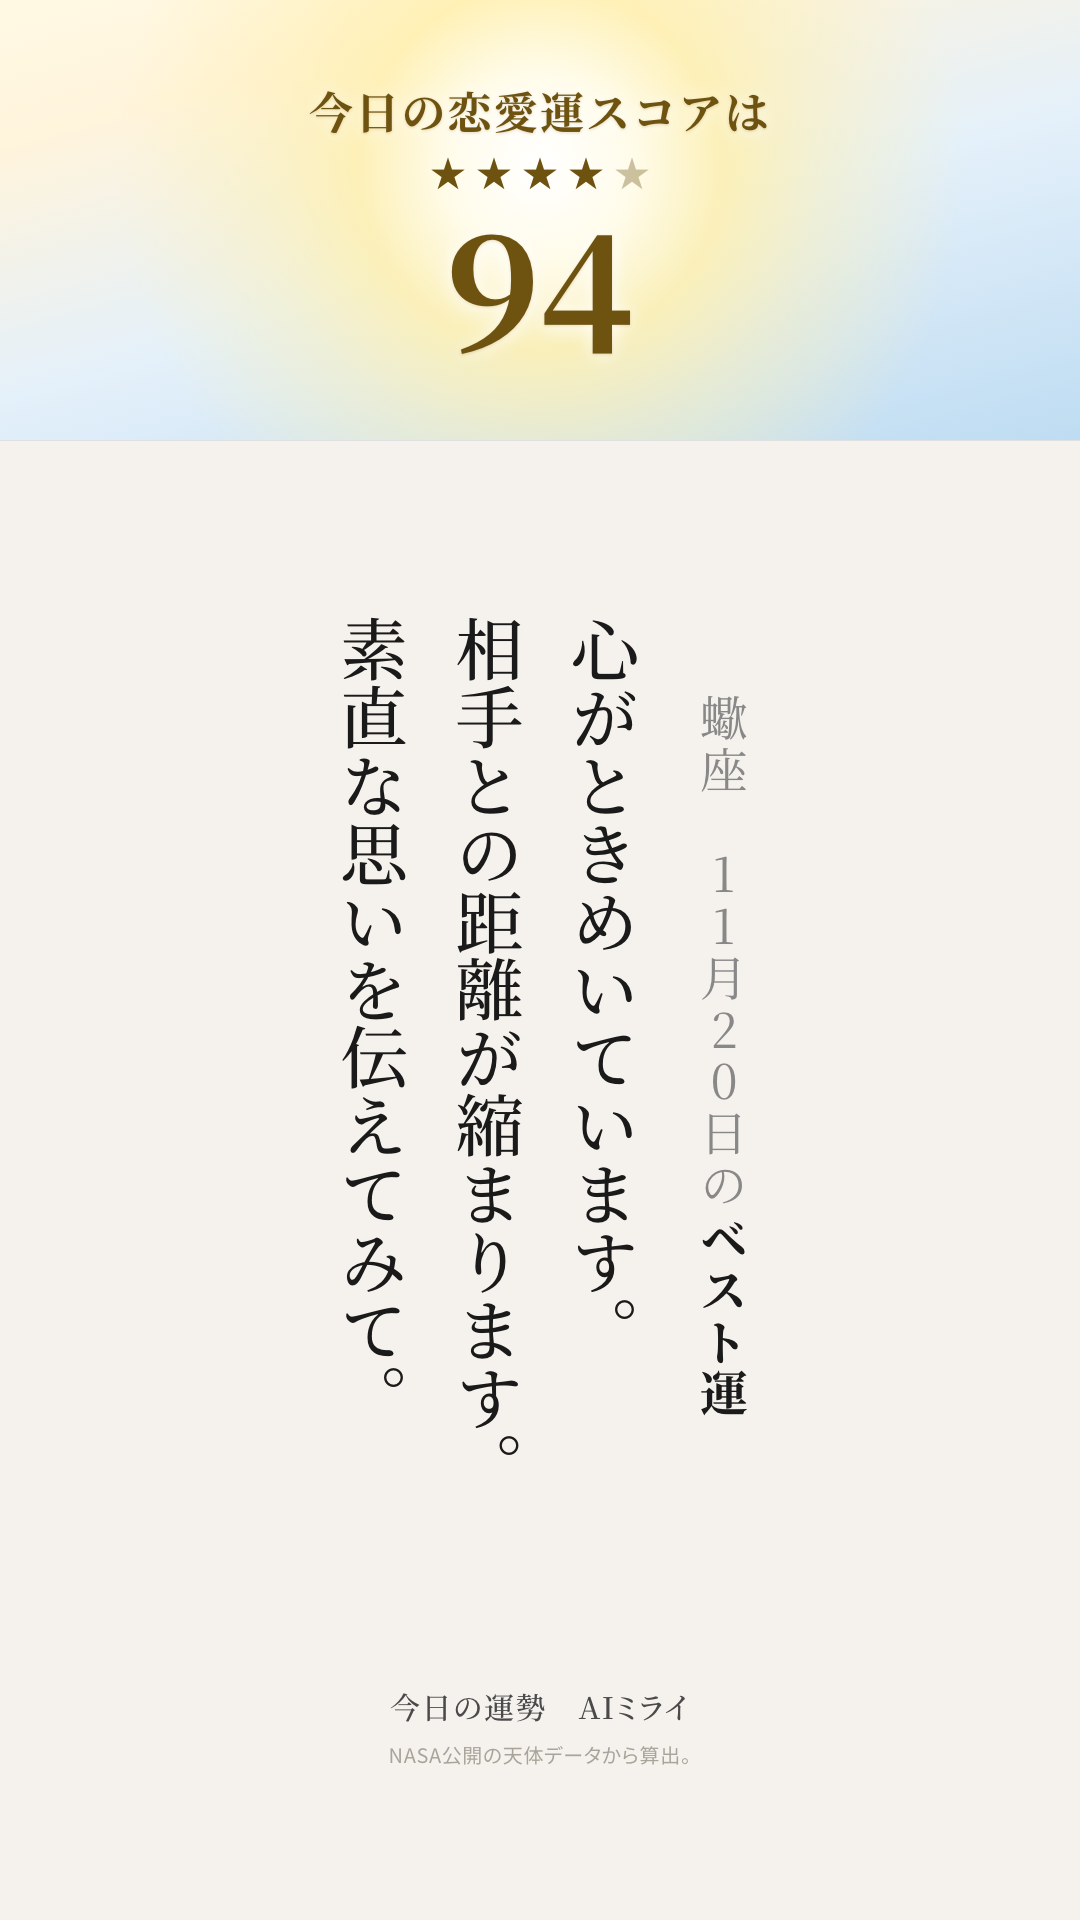 今日の恋愛運スコアは
★★★★★
94
蠍座　11月20日のベスト運
心がときめいています。
相手との距離が縮まります。
素直な思いを伝えてみて。
今日の運勢　AIミライ
NASA公開の天体データから算出。